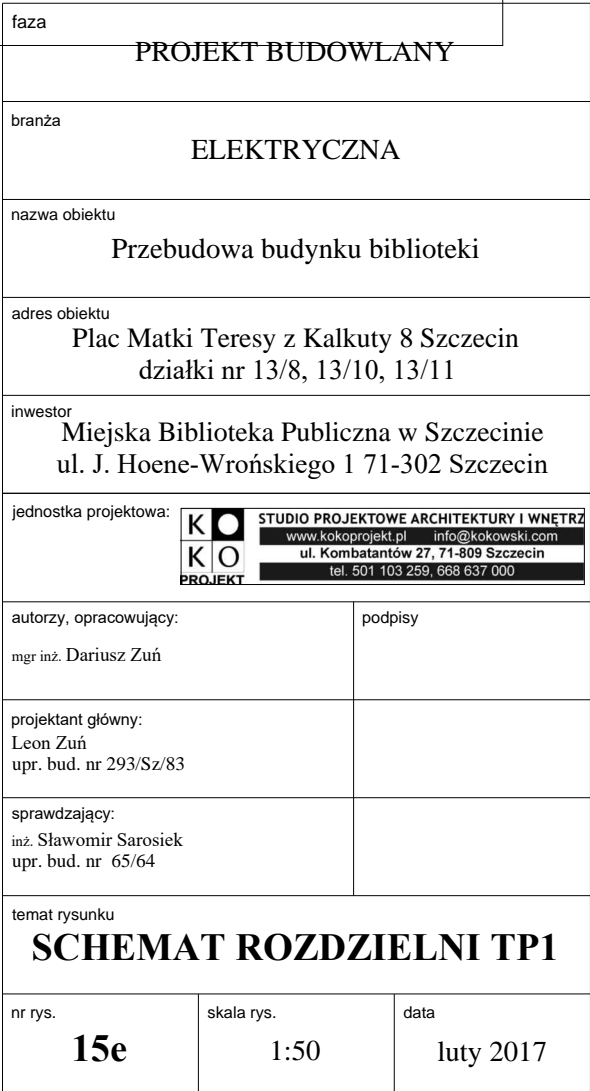 faza
PROJEKT BUDOWLANY
branża
ELEKTRYCZNA
nazwa obiektu
Przebudowa budynku biblioteki
adres obiektu
Plac Matki Teresy z Kalkuty 8 Szczecin
działki nr 13/8, 13/10, 13/11
inwestor
Miejska Biblioteka Publiczna w Szczecinie
ul. J. Hoene-Wrońskiego 1 71-302 Szczecin
jednostka projektowa:
KO
KO
PROJEKT
STUDIO PROJEKTOWE ARCHITEKTURY I WNĘTRZ
www.kokoprojekt.pl info@kokowski.com
ul. Kombatantów 27, 71-809 Szczecin
tel. 501 103 259, 668 637 000
autorzy, opracowujący:
podpisy
mgr inż. Dariusz Zuń
projektant główny:
Leon Zuń
upr. bud. nr 293/Sz/83
sprawdzający:
inż. Sławomir Sarosiek
upr. bud. nr 65/64
temat rysunku
SCHEMAT ROZDZIELNI TP1
nr rys.
15e
skala rys.
1:50
data
luty 2017